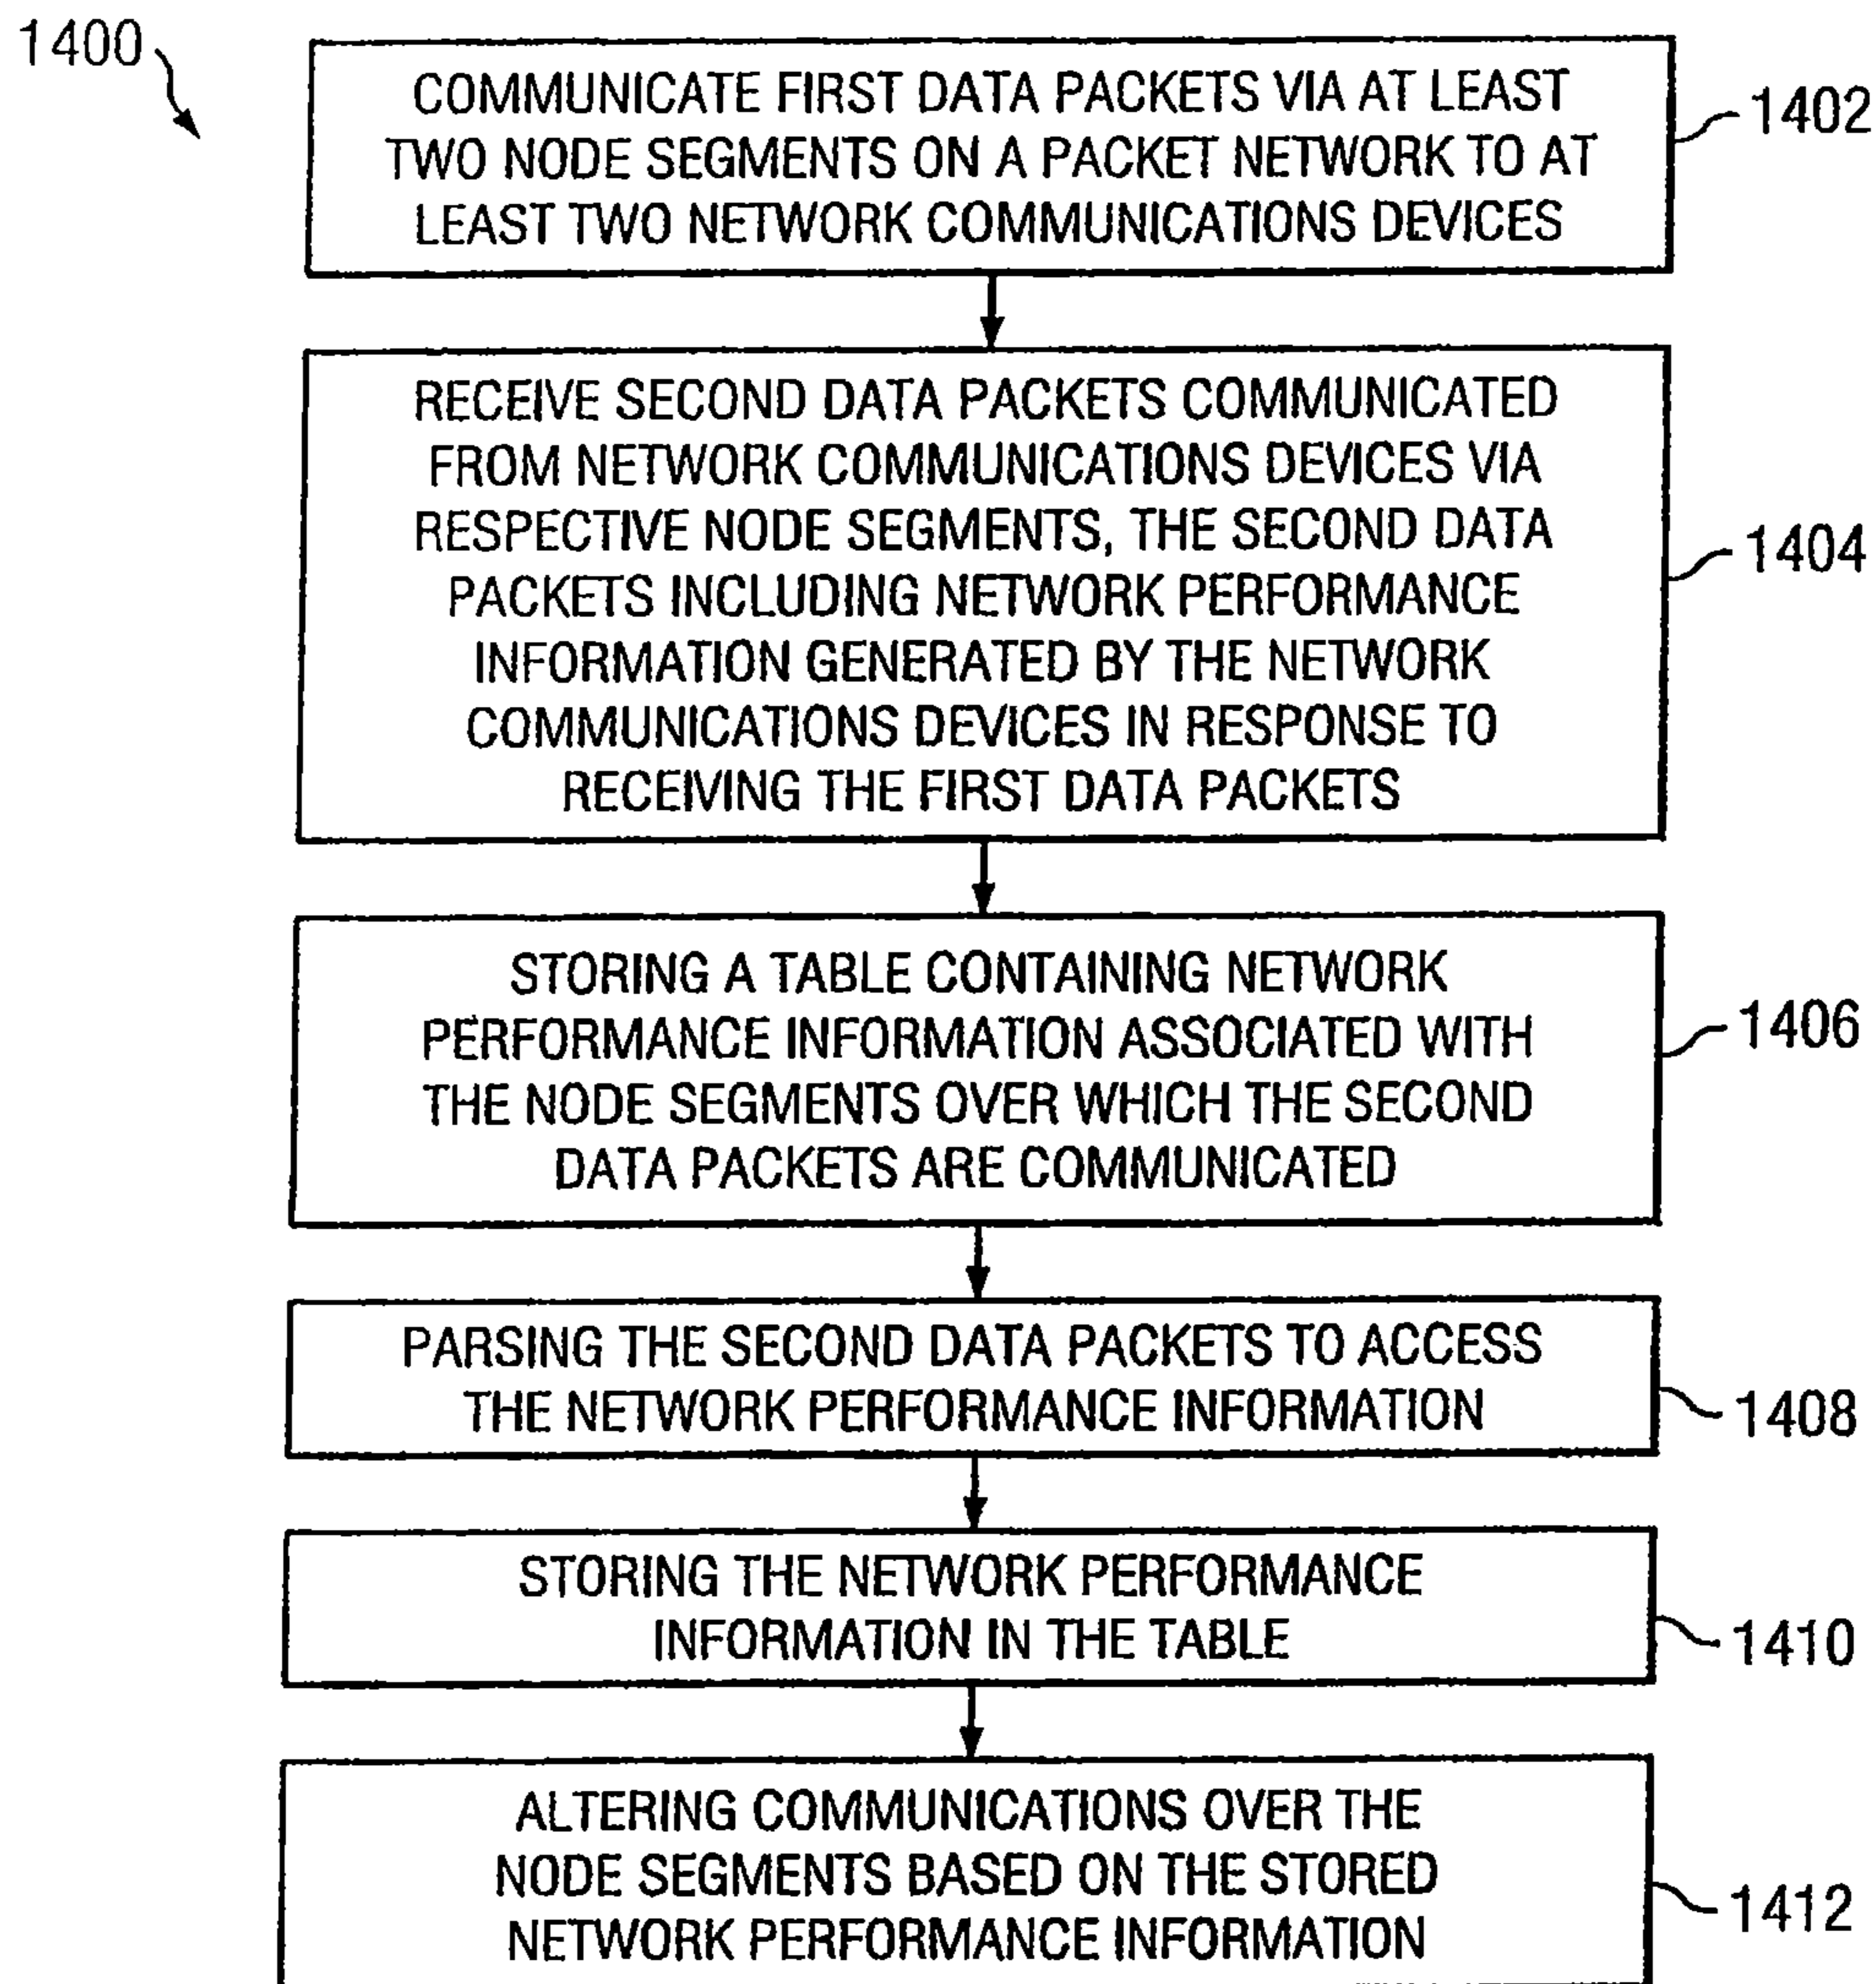 1400
COMMUNICATE FIRST DATA PACKETS VIA AT LEAST
TWO NODE SEGMENTS ON A PACKET NETWORK TO AT
LEAST TWO NETWORK COMMUNICATIONS DEVICES
1402
RECEIVE SECOND DATA PACKETS COMMUNICATED
FROM NETWORK COMMUNICATIONS DEVICES VIA
RESPECTIVE NODE SEGMENTS, THE SECOND DATA
PACKETS INCLUDING NETWORK PERFORMANCE
INFORMATION GENERATED BY THE NETWORK
COMMUNICATIONS DEVICES IN RESPONSE TO
RECEIVING THE FIRST DATA PACKETS
1404
STORING A TABLE CONTAINING NETWORK
PERFORMANCE INFORMATION ASSOCIATED WITH
THE NODE SEGMENTS OVER WHICH THE SECOND
DATA PACKETS ARE COMMUNICATED
1406
PARSING THE SECOND DATA PACKETS TO ACCESS
THE NETWORK PERFORMANCE INFORMATION
1408
STORING THE NETWORK PERFORMANCE
INFORMATION IN THE TABLE
1410
ALTERING COMMUNICATIONS OVER THE
NODE SEGMENTS BASED ON THE STORED
NETWORK PERFORMANCE INFORMATION
1412